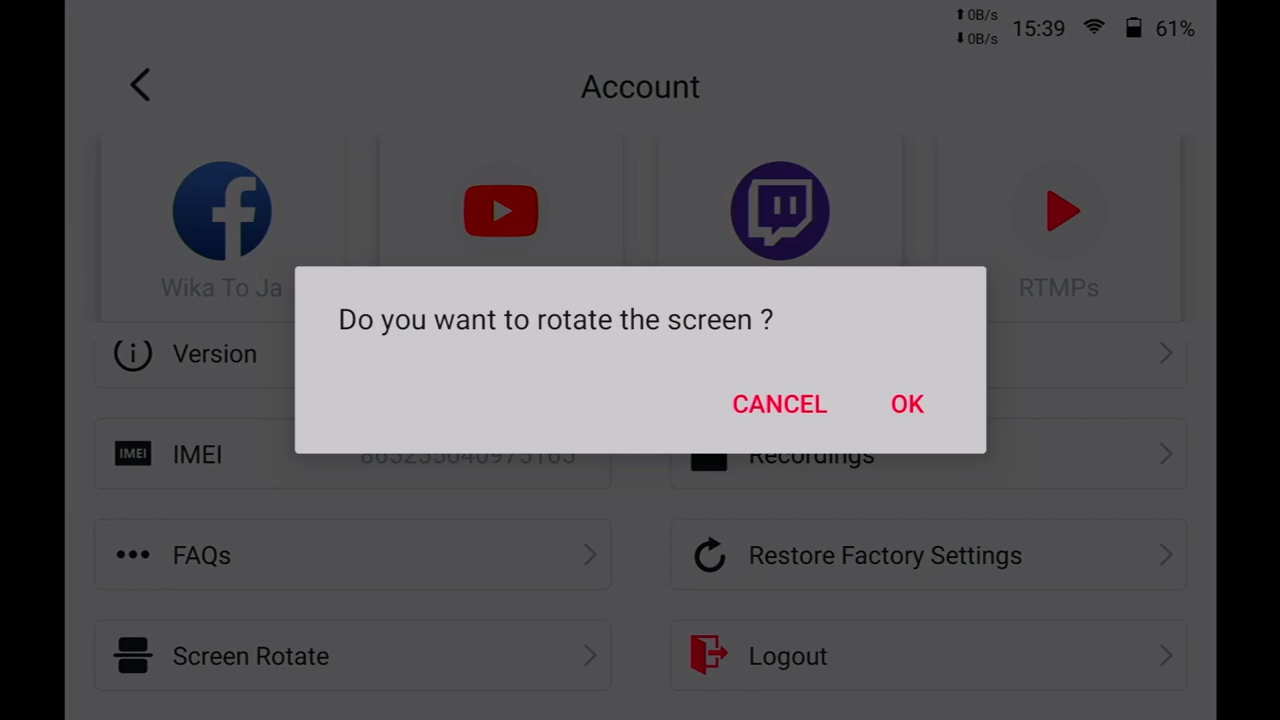 ↑ 0B/s
↓ 0B/s
15:39
61%
Account
Wika To Ja
RTMPs
Do you want to rotate the screen ?
CANCEL
OK
Version
IMEI
IMEI
Recordings
FAQs
Restore Factory Settings
Screen Rotate
Logout